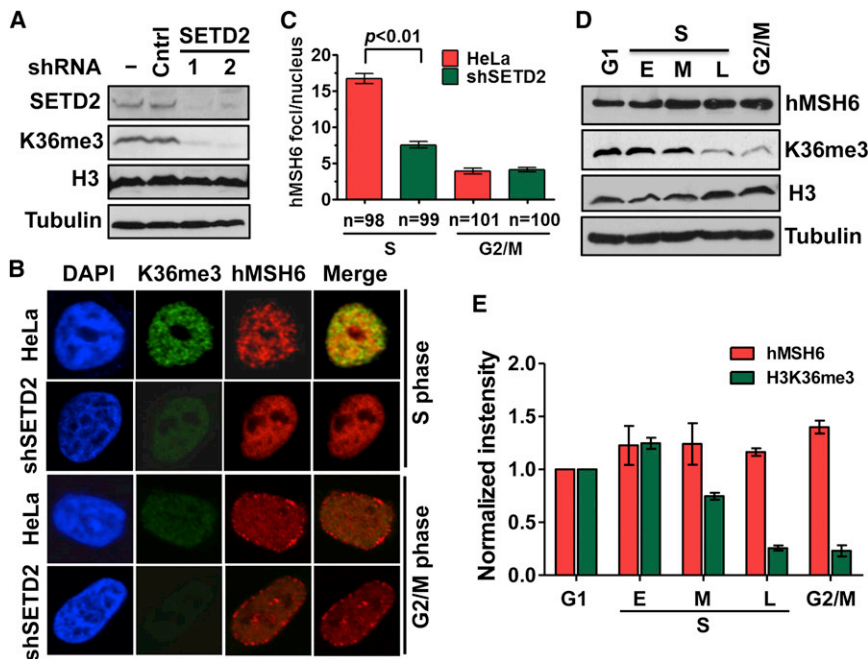 A
SETD2
shRNA − Cntrl 1 2
SETD2
K36me3
H3
Tubulin
B
DAPI K36me3 hMSH6 Merge
HeLa
shSETD2
S phase
HeLa
shSETD2
G2/M phase
C
hMSH6 foci/nucleus
20
15
10
5
0
p<0.01
HeLa
shSETD2
n=98 n=99 n=101 n=100
S G2/M
D
S
G1 E M L G2/M
hMSH6
K36me3
H3
Tubulin
E
Normalized instensity
2.0
1.5
1.0
0.5
0.0
hMSH6
H3K36me3
G1 E M L G2/M
S